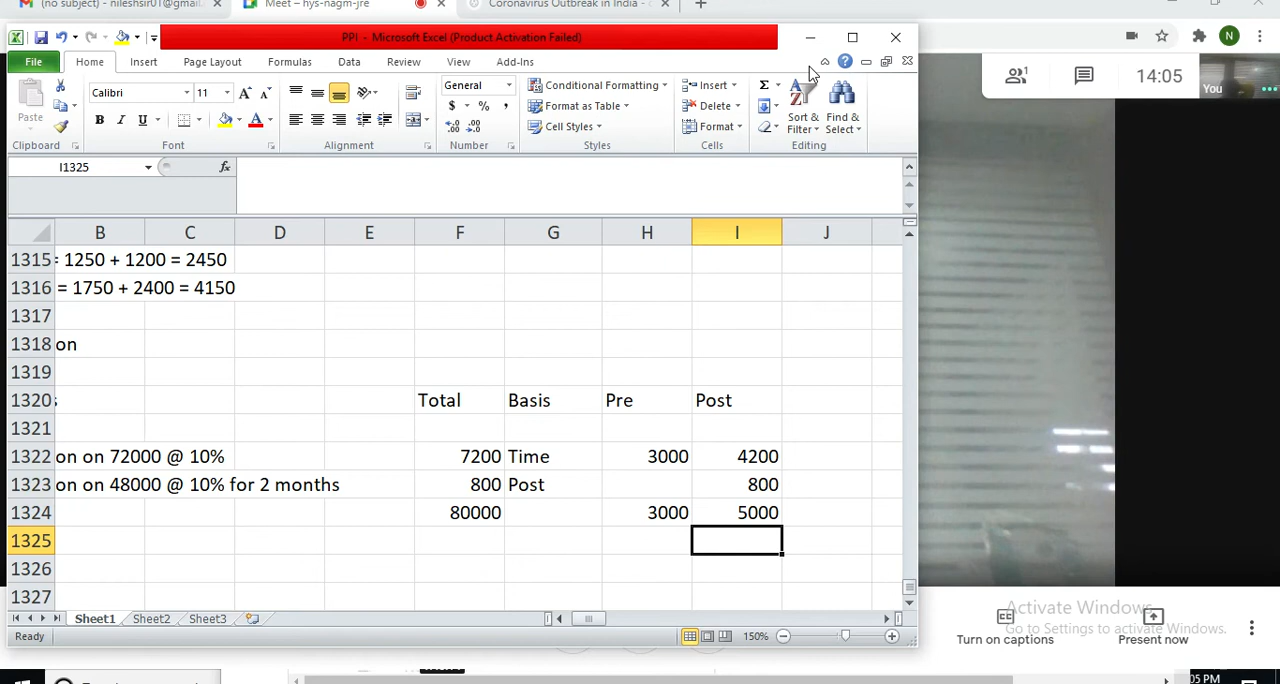 (no subject) - nileshsir01@gmail.
Meet – hys-nagm-jre
Coronavirus Outbreak in India - c
PPI - Microsoft Excel (Product Activation Failed)
File Home Insert Page Layout Formulas Data Review View Add-Ins
Paste
Calibri 11
B I U
General
$ % ,
Conditional Formatting
Format as Table
Cell Styles
Insert
Delete
Format
Σ
Sort & Filter
Find & Select
Clipboard Font Alignment Number Styles Cells Editing
I1325
fx
B C D E F G H I J
1315 = 1250 + 1200 = 2450
1316 = 1750 + 2400 = 4150
1317
1318 on
1319
1320 Total Basis Pre Post
1321
1322 on on 72000 @ 10% 7200 Time 3000 4200
1323 on on 48000 @ 10% for 2 months 800 Post 800
1324 80000 3000 5000
1325
1326
1327
Sheet1 Sheet2 Sheet3
Ready
150%
1
14:05
You
N
Activate Windows
Go to Settings to activate Windows.
Turn on captions
Present now
05 PM